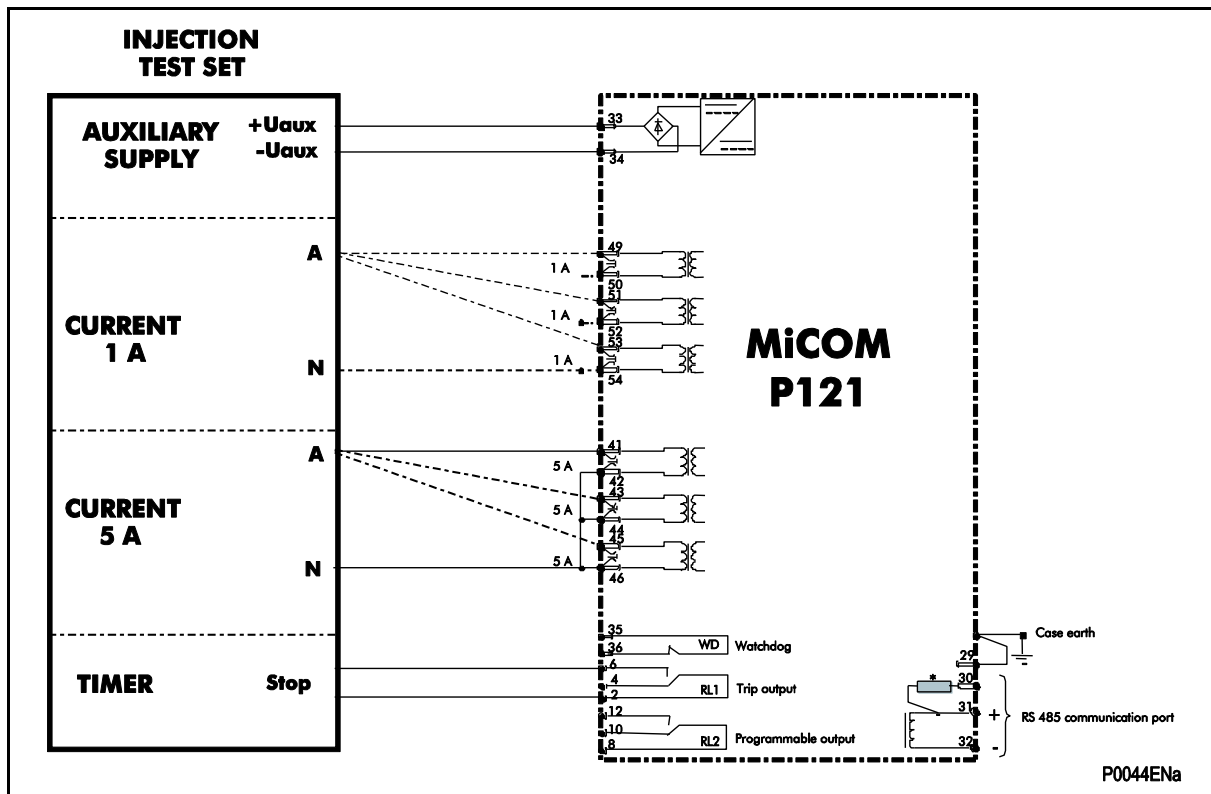 INJECTION
TEST SET
AUXILIARY
SUPPLY
+Uaux
-Uaux
33
34
A
CURRENT
1 A
N
49
1 A
50
51
1 A
52
53
1 A
54
MiCOM
P121
A
CURRENT
5 A
N
41
5 A
42
43
5 A
44
45
5 A
46
TIMER
Stop
35
36
WD
Watchdog
6
4
2
RL1
Trip output
12
10
8
RL2
Programmable output
Case earth
29
*
30
31
+
32
-
RS 485 communication port
P0044ENa